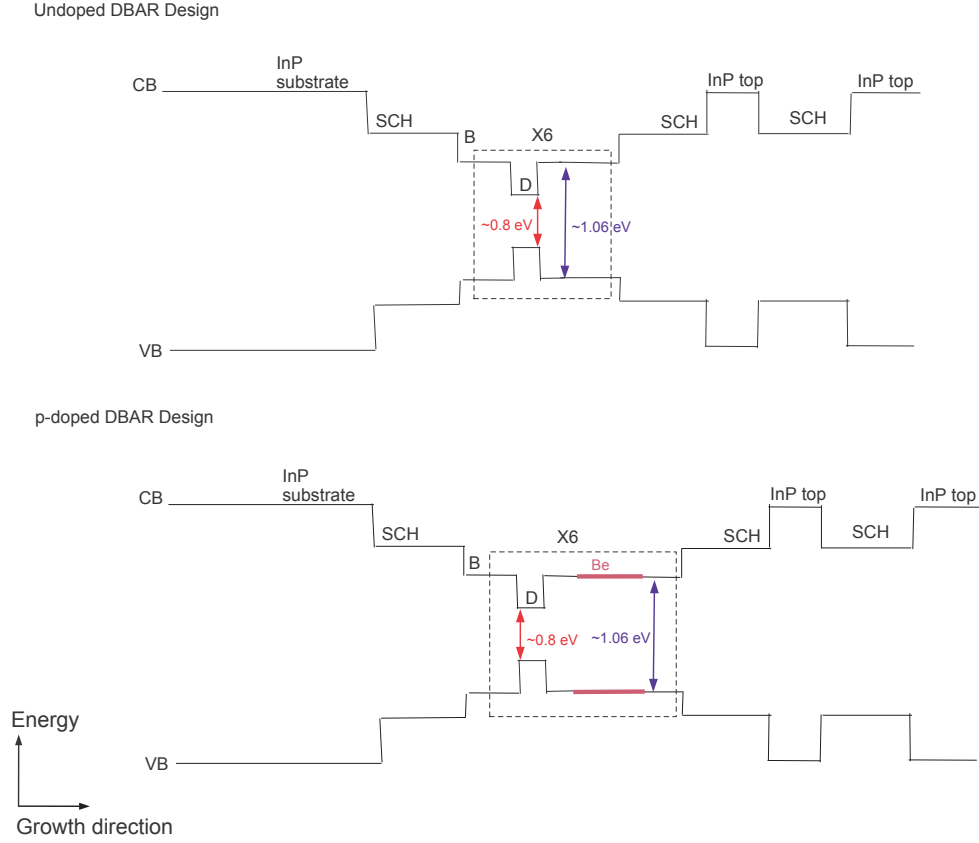 Undoped DBAR Design
InP
substrate
CB
InP top
InP top
SCH
SCH
SCH
B
X6
D
~0.8 eV
~1.06 eV
VB
p-doped DBAR Design
InP
substrate
CB
InP top
InP top
SCH
SCH
SCH
B
X6
Be
D
~0.8 eV
~1.06 eV
Energy
VB
Growth direction